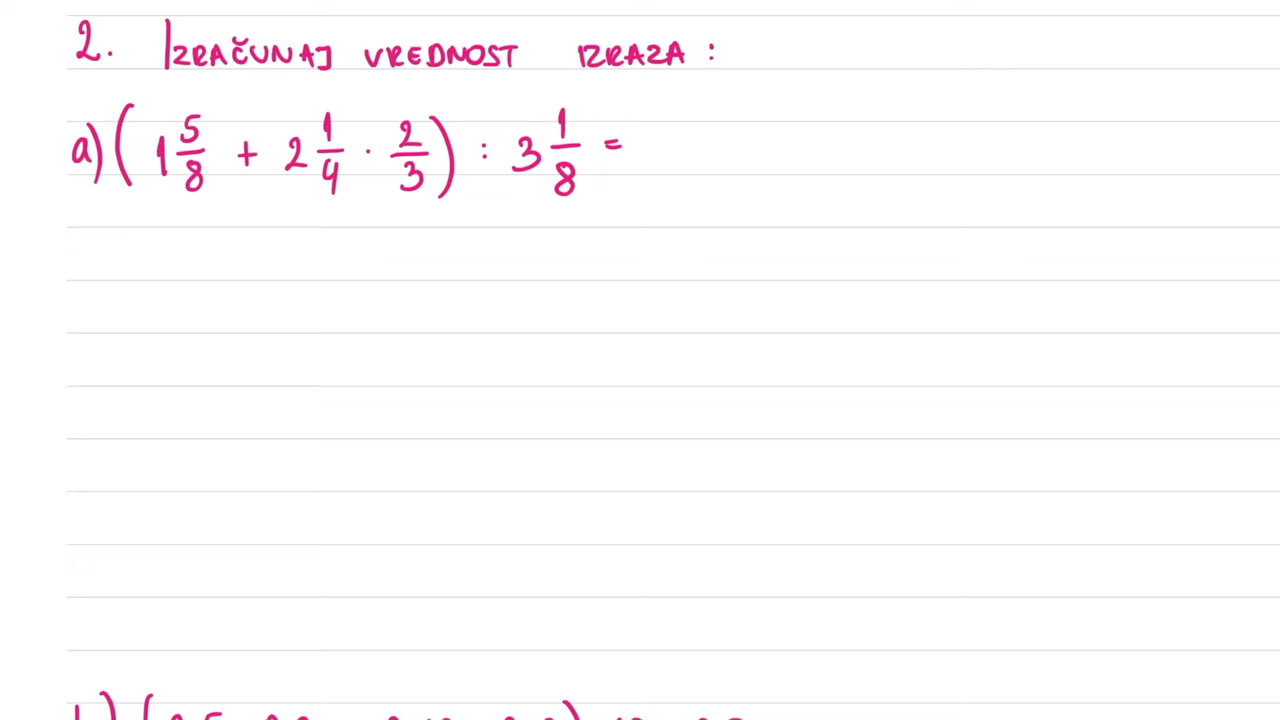 2. IZRAČUNAJ VREDNOST IZRAZA:
a) (1 5/8 + 2 1/4 · 2/3) : 3 1/8 =